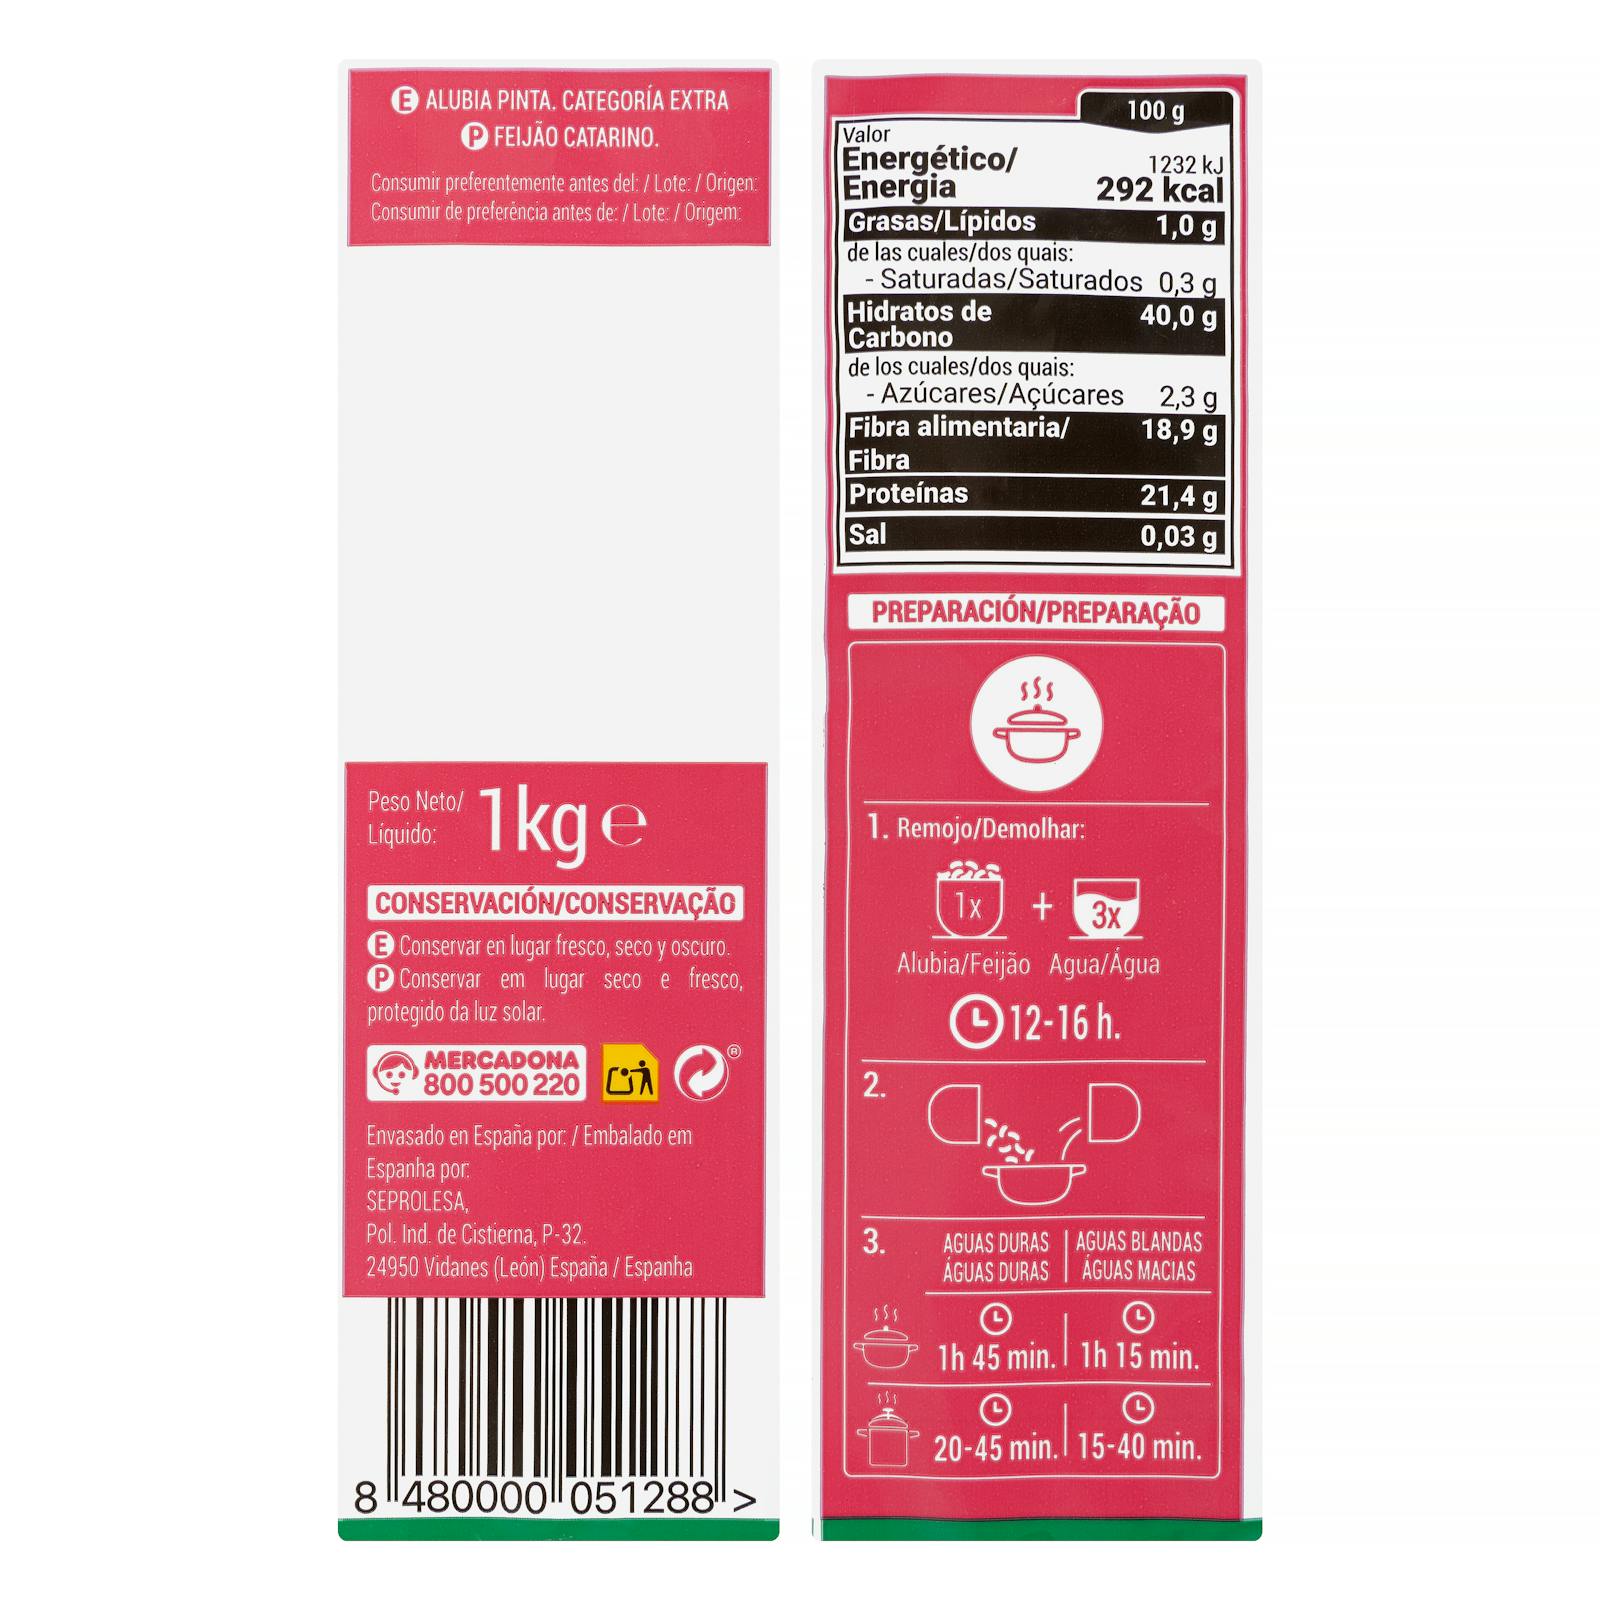 E ALUBIA PINTA. CATEGORÍA EXTRA
P FEIJÃO CATARINO.
Consumir preferentemente antes del: / Lote: / Origen:
Consumir de preferência antes de: / Lote: / Origem:
Peso Neto/
Líquido:
1kg ℮
CONSERVACIÓN/CONSERVAÇÃO
E Conservar en lugar fresco, seco y oscuro.
P Conservar em lugar seco e fresco,
protegido da luz solar.
MERCADONA
800 500 220
®
Envasado en España por: / Embalado em
Espanha por:
SEPROLESA,
Pol. Ind. de Cistierna, P-32.
24950 Vidanes (León) España / Espanha
8 480000 051288 >
100 g
Valor
Energético/ 1232 kJ
Energia 292 kcal
Grasas/Lípidos 1,0 g
de las cuales/dos quais:
- Saturadas/Saturados 0,3 g
Hidratos de 40,0 g
Carbono
de los cuales/dos quais:
- Azúcares/Açúcares 2,3 g
Fibra alimentaria/ 18,9 g
Fibra
Proteínas 21,4 g
Sal 0,03 g
PREPARACIÓN/PREPARAÇÃO
1. Remojo/Demolhar:
1x + 3x
Alubia/Feijão Agua/Água
12-16 h.
2.
3. AGUAS DURAS AGUAS BLANDAS
ÁGUAS DURAS ÁGUAS MACIAS
1h 45 min. 1h 15 min.
20-45 min. 15-40 min.